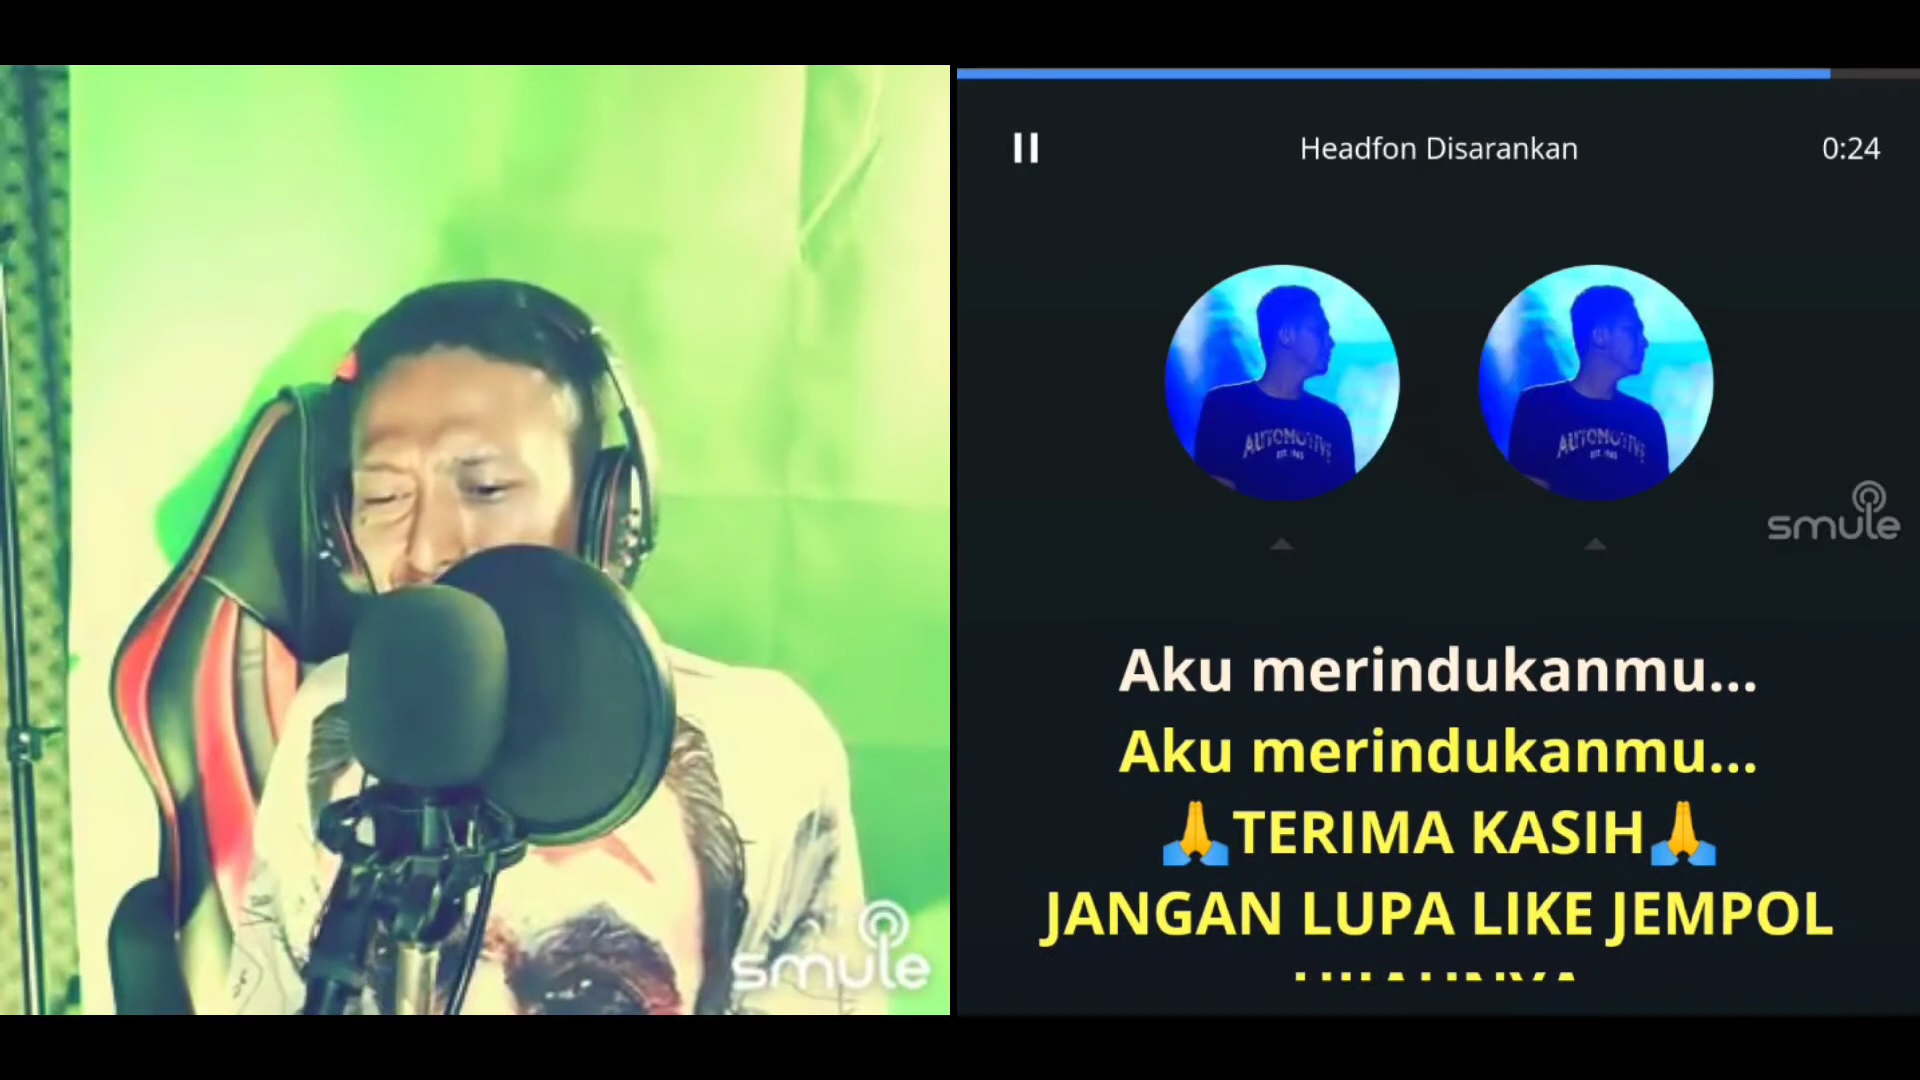 Headfon Disarankan
0:24
AUTOMOTIVE
AUTOMOTIVE
smule
Aku merindukanmu...
Aku merindukanmu...
🙏TERIMA KASIH🙏
JANGAN LUPA LIKE JEMPOL
smule